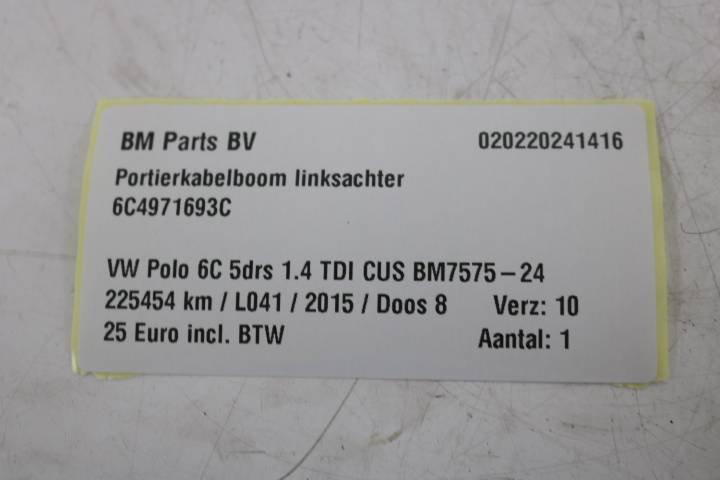 BM Parts BV 020220241416
Portierkabelboom linksachter
6C4971693C
VW Polo 6C 5drs 1.4 TDI CUS BM7575-24
225454 km / L041 / 2015 / Doos 8 Verz: 10
25 Euro incl. BTW Aantal: 1